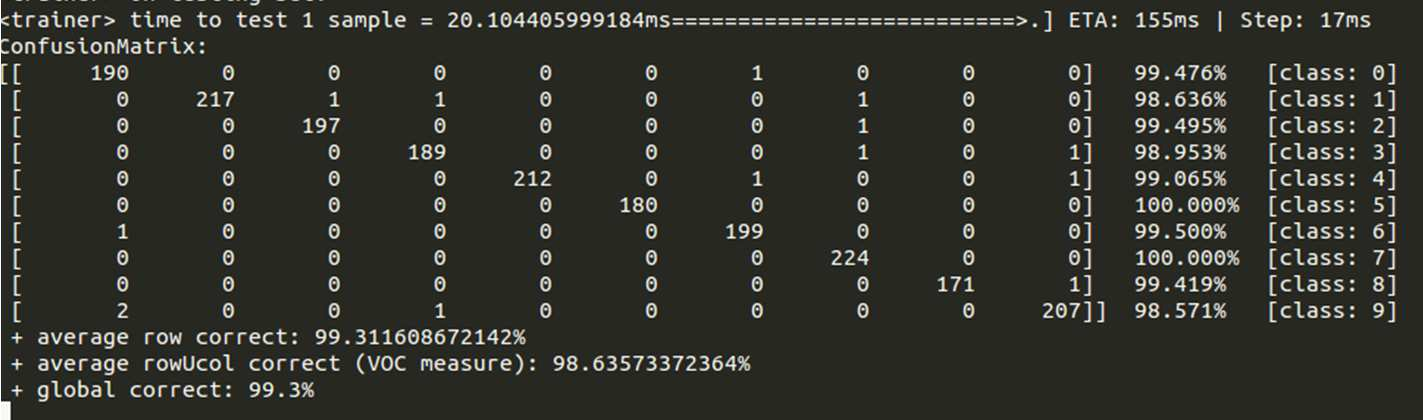 <trainer> time to test 1 sample = 20.104405999184ms==========================>.] ETA: 155ms | Step: 17ms
ConfusionMatrix:
[[     190       0       0       0       0       0       1       0       0       0]   99.476%   [class: 0]
 [       0     217       1       1       0       0       0       1       0       0]   98.636%   [class: 1]
 [       0       0     197       0       0       0       0       1       0       0]   99.495%   [class: 2]
 [       0       0       0     189       0       0       0       1       0       1]   98.953%   [class: 3]
 [       0       0       0       0     212       0       1       0       0       1]   99.065%   [class: 4]
 [       0       0       0       0       0     180       0       0       0       0]   100.000%  [class: 5]
 [       1       0       0       0       0       0     199       0       0       0]   99.500%   [class: 6]
 [       0       0       0       0       0       0       0     224       0       0]   100.000%  [class: 7]
 [       0       0       0       0       0       0       0       0     171       1]   99.419%   [class: 8]
 [       2       0       0       1       0       0       0       0       0     207]]  98.571%   [class: 9]
 + average row correct: 99.311608672142%
 + average rowUcol correct (VOC measure): 98.63573372364%
 + global correct: 99.3%